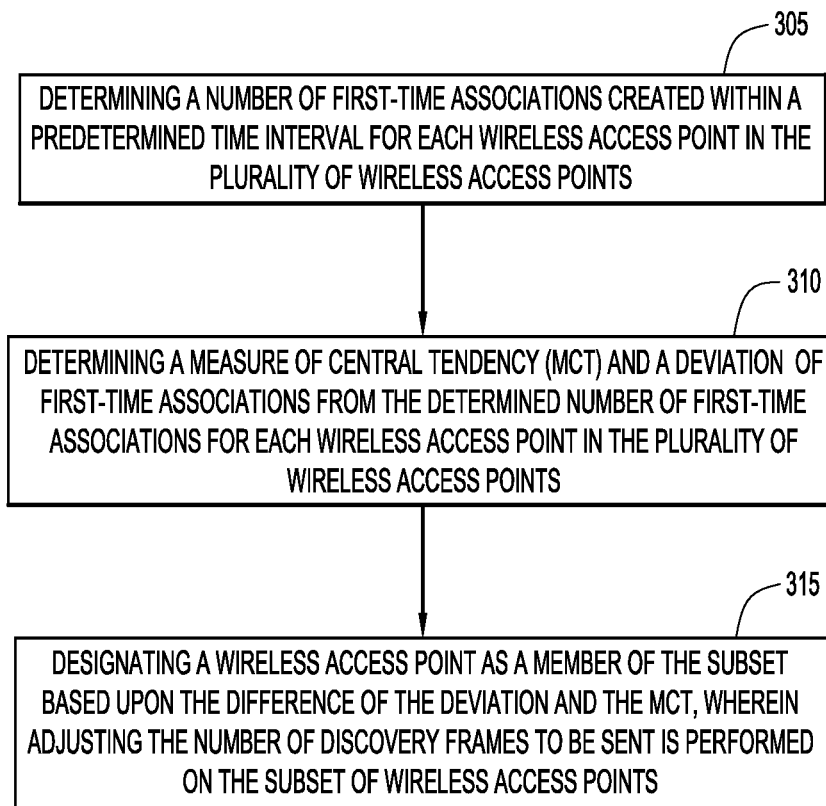 305
DETERMINING A NUMBER OF FIRST-TIME ASSOCIATIONS CREATED WITHIN A
PREDETERMINED TIME INTERVAL FOR EACH WIRELESS ACCESS POINT IN THE
PLURALITY OF WIRELESS ACCESS POINTS
310
DETERMINING A MEASURE OF CENTRAL TENDENCY (MCT) AND A DEVIATION OF
FIRST-TIME ASSOCIATIONS FROM THE DETERMINED NUMBER OF FIRST-TIME
ASSOCIATIONS FOR EACH WIRELESS ACCESS POINT IN THE PLURALITY OF
WIRELESS ACCESS POINTS
315
DESIGNATING A WIRELESS ACCESS POINT AS A MEMBER OF THE SUBSET
BASED UPON THE DIFFERENCE OF THE DEVIATION AND THE MCT, WHEREIN
ADJUSTING THE NUMBER OF DISCOVERY FRAMES TO BE SENT IS PERFORMED
ON THE SUBSET OF WIRELESS ACCESS POINTS